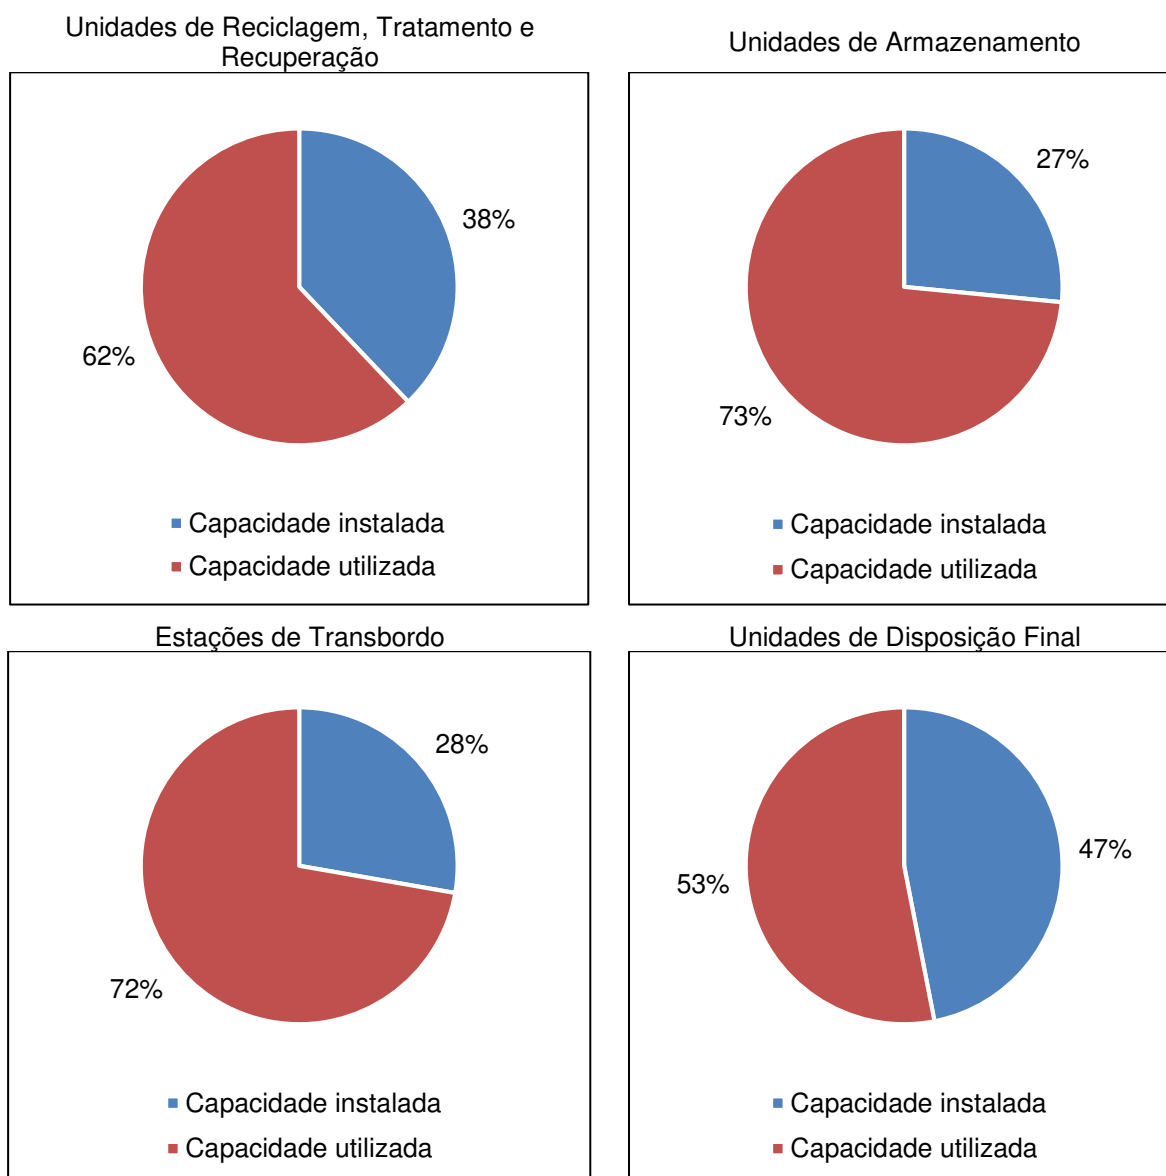 Unidades de Reciclagem, Tratamento e
Recuperação
38%
62%
Capacidade instalada
Capacidade utilizada
Unidades de Armazenamento
27%
73%
Capacidade instalada
Capacidade utilizada
Estações de Transbordo
28%
72%
Capacidade instalada
Capacidade utilizada
Unidades de Disposição Final
47%
53%
Capacidade instalada
Capacidade utilizada